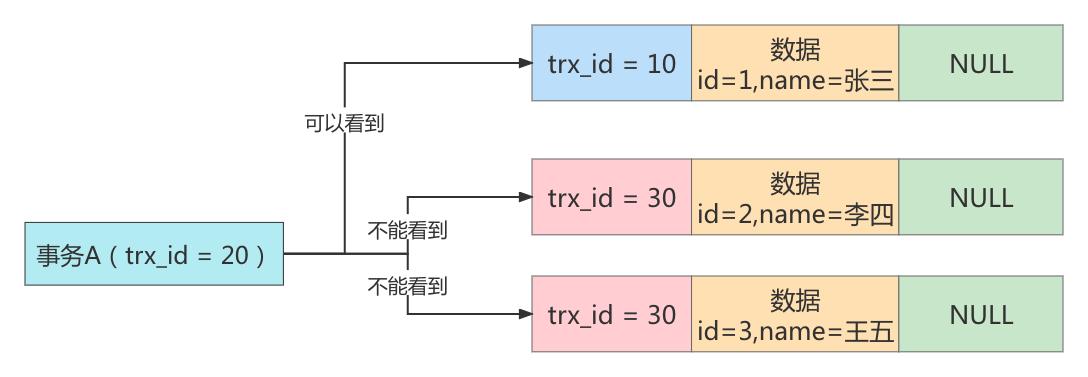 trx_id = 10
数据
id=1,name=张三
NULL
可以看到
trx_id = 30
数据
id=2,name=李四
NULL
不能看到
事务A（trx_id = 20）
不能看到
trx_id = 30
数据
id=3,name=王五
NULL